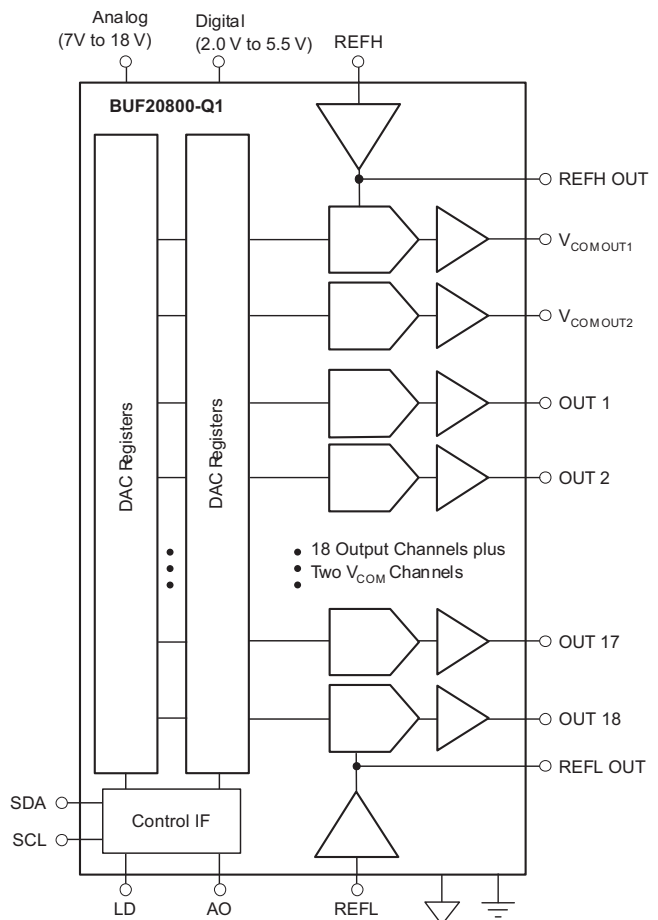 Analog
(7V to 18 V)
Digital
(2.0 V to 5.5 V)
REFH
BUF20800-Q1
REFH OUT
VCOMOUT1
VCOMOUT2
OUT 1
OUT 2
DAC Registers
DAC Registers
18 Output Channels plus
Two VCOM Channels
OUT 17
OUT 18
REFL OUT
SDA
SCL
Control IF
LD
AO
REFL